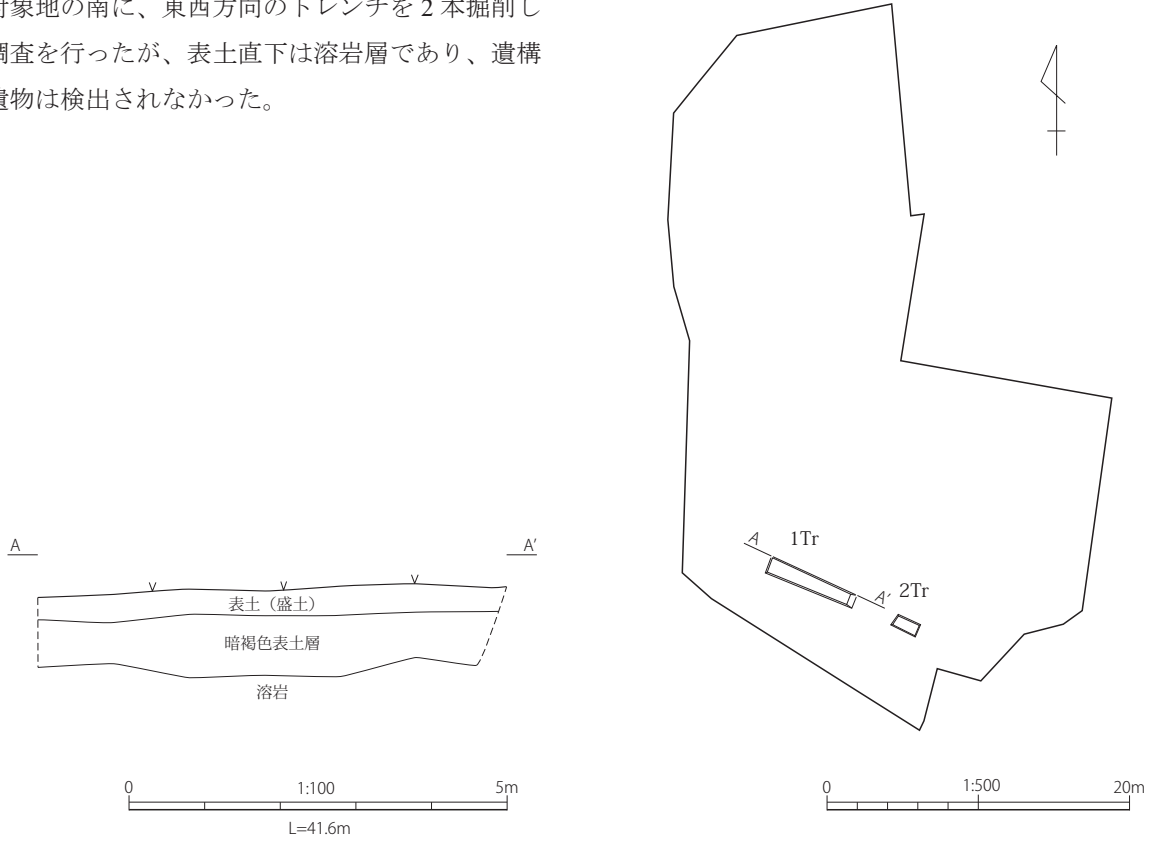 対象地の南に、東西方向のトレンチを 2 本掘削し
調査を行ったが、表土直下は溶岩層であり、遺構
遺物は検出されなかった。
A
A'
表土（盛土）
暗褐色表土層
溶岩
0
1:100
5m
L=41.6m
A
1Tr
A'
2Tr
0
1:500
20m